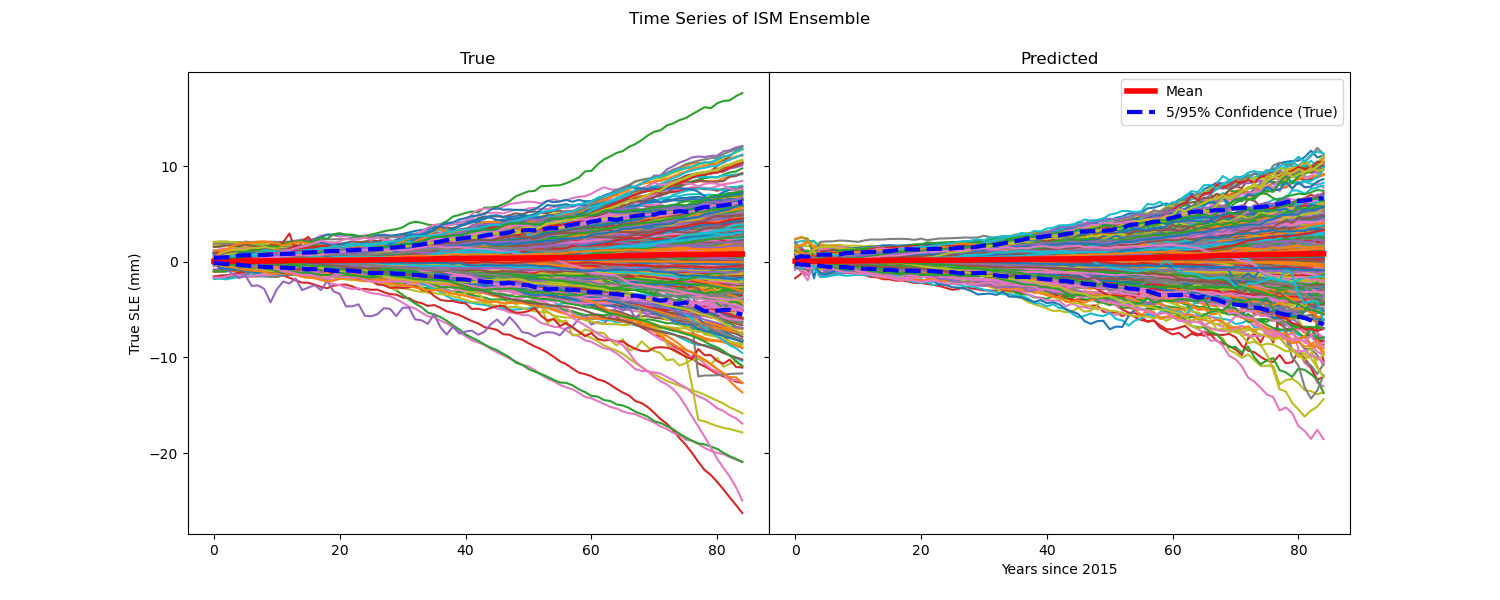 Time Series of ISM Ensemble
True
Predicted
Mean
5/95% Confidence (True)
True SLE (mm)
10
0
−10
−20
0
20
40
60
80
0
20
40
60
80
Years since 2015